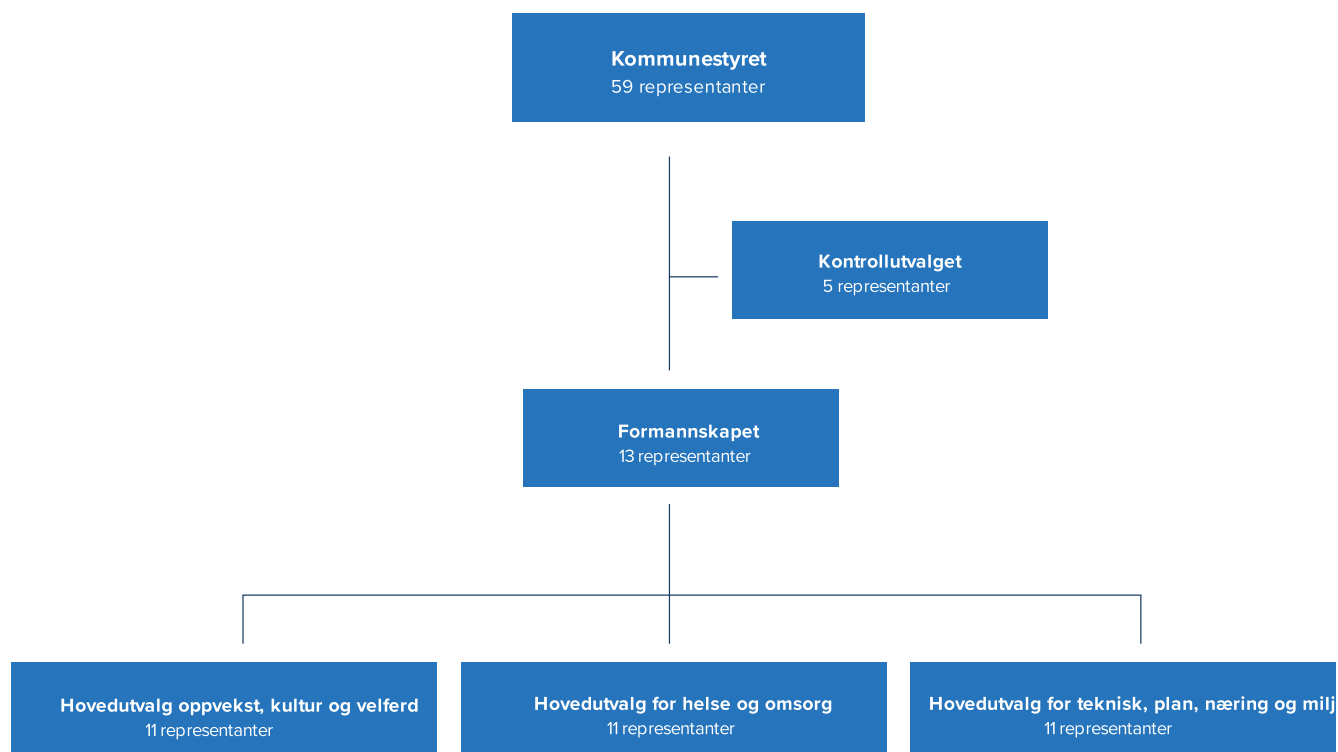 Kommunestyret
59 representanter
Kontrollutvalget
5 representanter
Formannskapet
13 representanter
Hovedutvalg oppvekst, kultur og velferd
11 representanter
Hovedutvalg for helse og omsorg
11 representanter
Hovedutvalg for teknisk, plan, næring og milj
11 representanter